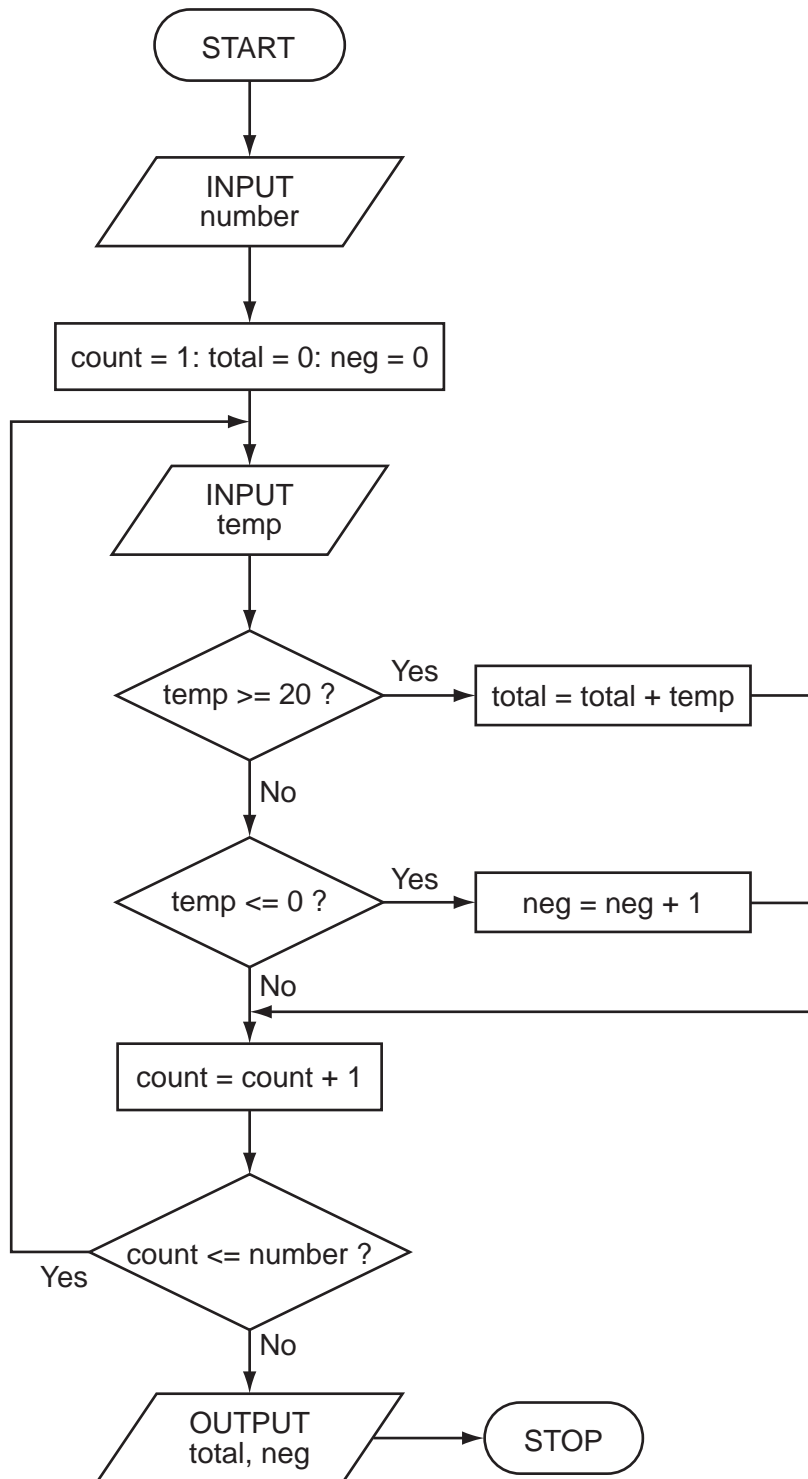 START
INPUT
number
count = 1: total = 0: neg = 0
INPUT
temp
temp >= 20 ?
Yes
total = total + temp
No
temp <= 0 ?
Yes
neg = neg + 1
No
count = count + 1
count <= number ?
Yes
No
OUTPUT
total, neg
STOP